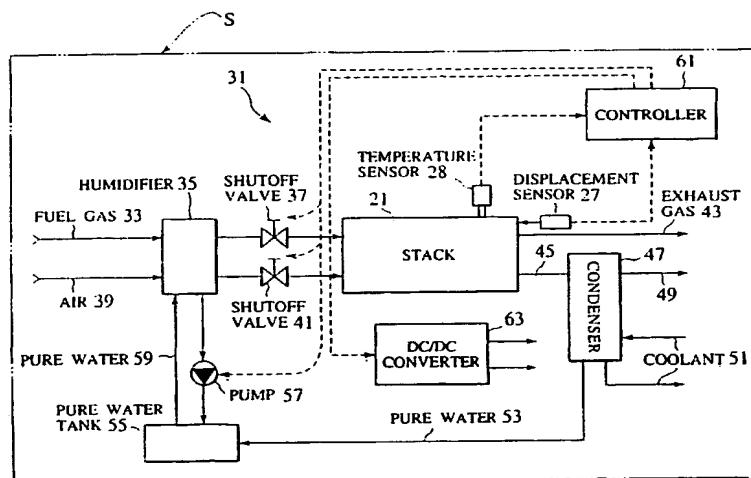 S
31
61
CONTROLLER
TEMPERATURE
SENSOR 28
DISPLACEMENT
SENSOR 27
EXHAUST
GAS 43
HUMIDIFIER 35
SHUTOFF
VALVE 37
21
FUEL GAS 33
STACK
45
47
CONDENSER
49
AIR 39
SHUTOFF
VALVE 41
63
DC/DC
CONVERTER
COOLANT 51
PURE WATER 59
PUMP 57
PURE WATER
TANK 55
PURE WATER 53